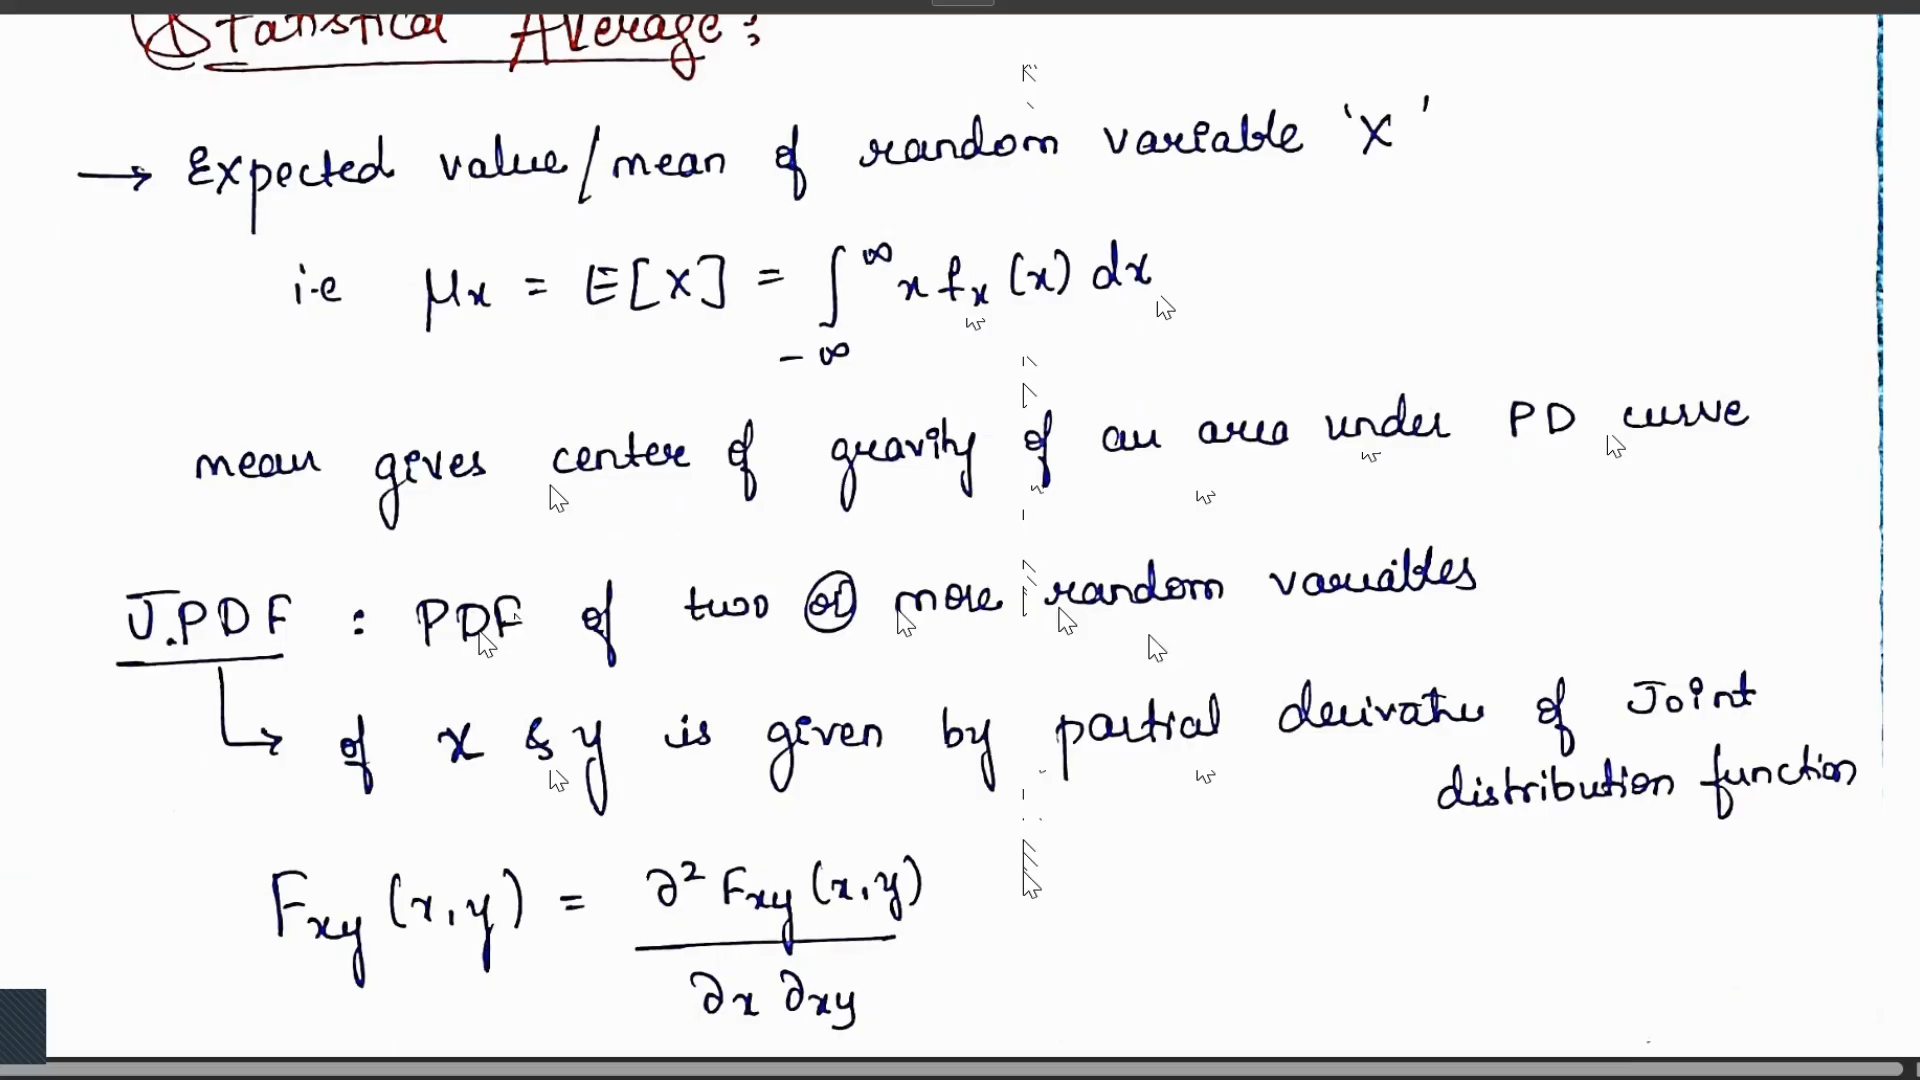 ① Statistical Average :
→ Expected value/mean of random variable 'X'
i.e μx = E[X] = ∫_{-∞}^{∞} x fx (x) dx
mean gives center of gravity of an area under PD curve
J.PDF : PDF of two or more random variables
↳ of x & y is given by partial derivative of Joint
distribution function
Fxy (x,y) = ∂² Fxy (x,y) / ∂x ∂xy